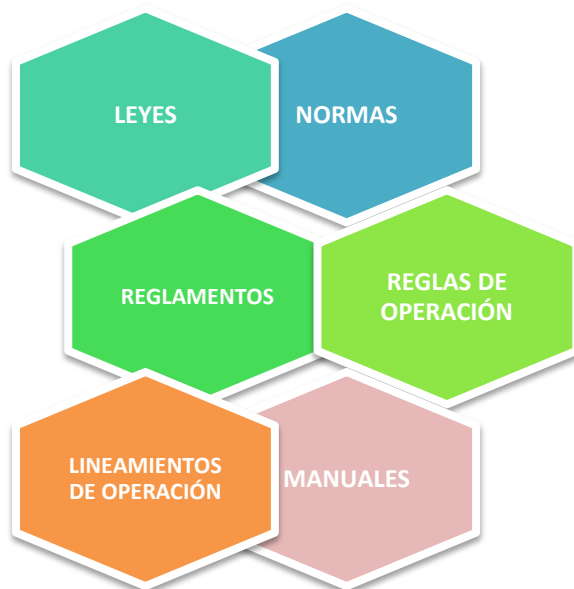 LEYES
NORMAS
REGLAMENTOS
REGLAS DE
OPERACIÓN
LINEAMIENTOS
DE OPERACIÓN
MANUALES